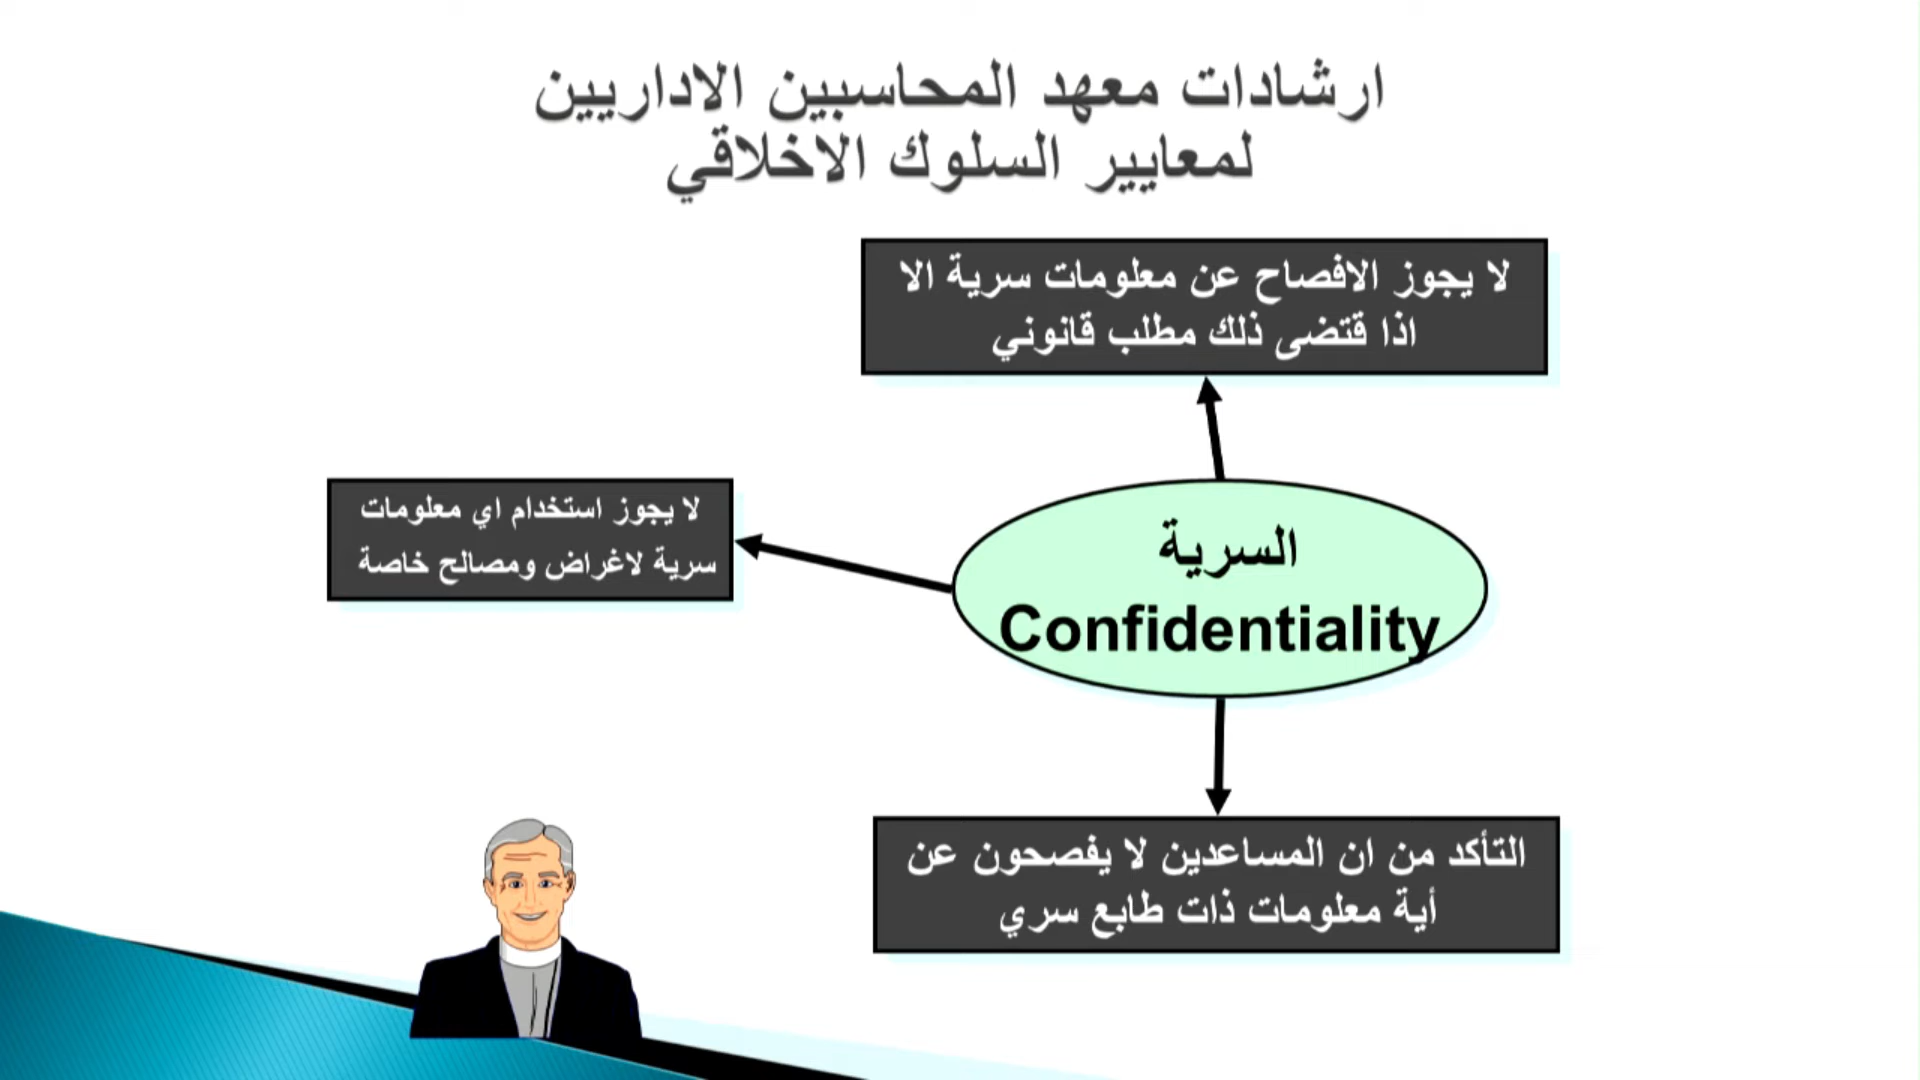 ارشادات معهد المحاسبين الاداريين
لمعايير السلوك الاخلاقي
لا يجوز الافصاح عن معلومات سرية الا
اذا قتضى ذلك مطلب قانوني
السرية
Confidentiality
لا يجوز استخدام اي معلومات
سرية لاغراض ومصالح خاصة
التأكد من ان المساعدين لا يفصحون عن
أية معلومات ذات طابع سري